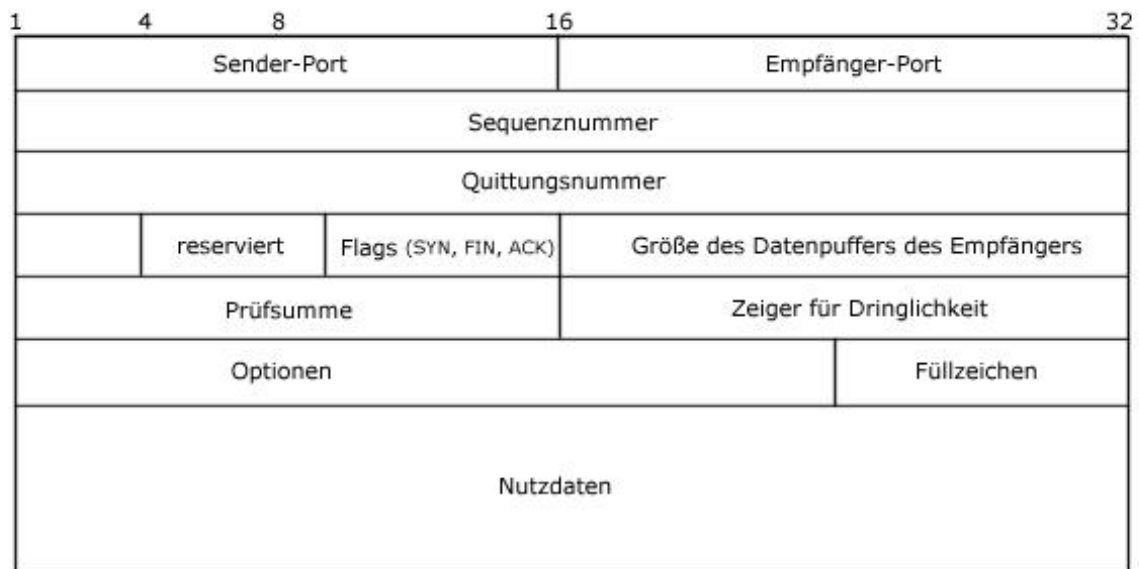 1 4 8 16 32
Sender-Port Empfänger-Port
Sequenznummer
Quittungsnummer
reserviert Flags (SYN, FIN, ACK) Größe des Datenpuffers des Empfängers
Prüfsumme Zeiger für Dringlichkeit
Optionen Füllzeichen
Nutzdaten